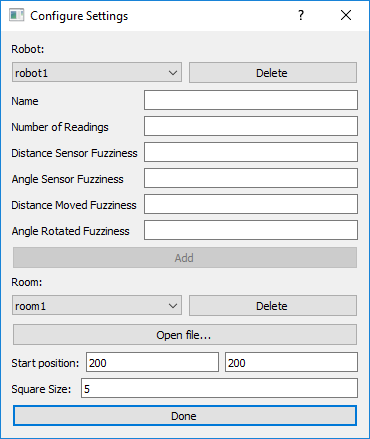 Configure Settings ?
Robot:
robot1 Delete
Name
Number of Readings
Distance Sensor Fuzziness
Angle Sensor Fuzziness
Distance Moved Fuzziness
Angle Rotated Fuzziness
Add
Room:
room1 Delete
Open file...
Start position: 200 200
Square Size: 5
Done